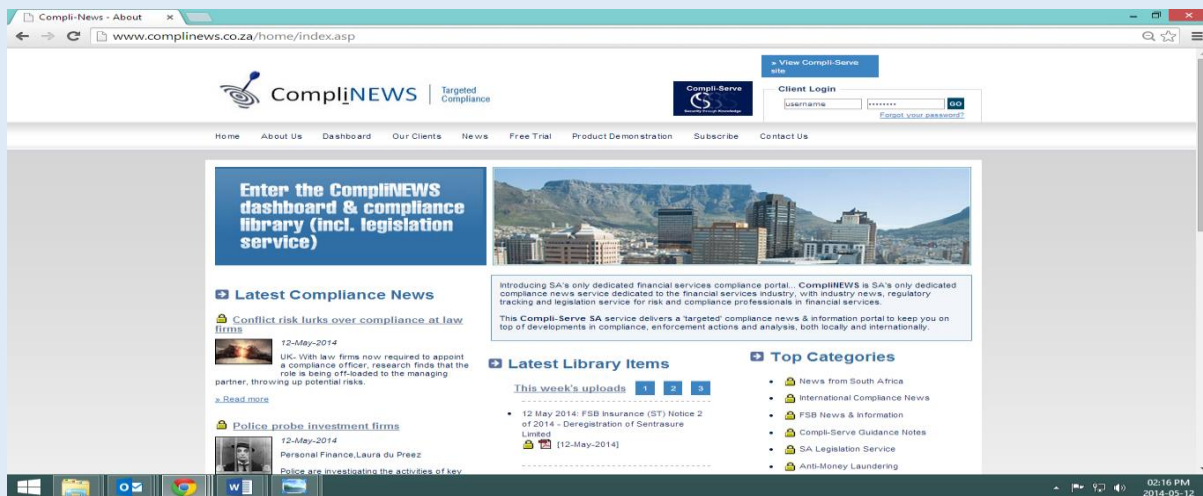 Compli-News - About
www.complinews.co.za/home/index.asp
» View Compli-Serve
site
CompliNEWS
Targeted
Compliance
Compli-Serve
CS
Security through Knowledge
Client Login
username
GO
Forgot your password?
Home About Us Dashboard Our Clients News Free Trial Product Demonstration Subscribe Contact Us
Enter the CompliNEWS
dashboard & compliance
library (incl. legislation
service)
Introducing SA's only dedicated financial services compliance portal... CompliNEWS is SA's only dedicated
compliance news service dedicated to the financial services industry, with industry news, regulatory
tracking and legislation service for risk and compliance professionals in financial services.
This Compli-Serve SA service delivers a 'targeted' compliance news & information portal to keep you on
top of developments in compliance, enforcement actions and analysis, both locally and internationally.
Latest Compliance News
Conflict risk lurks over compliance at law
firms
12-May-2014
UK- With law firms now required to appoint
a compliance officer, research finds that the
role is being off-loaded to the managing
partner, throwing up potential risks.
» Read more
Police probe investment firms
12-May-2014
Personal Finance,Laura du Preez
Police are investigating the activities of key
Latest Library Items
This week's uploads 1 2 3
12 May 2014: FSB Insurance (ST) Notice 2
of 2014 - Deregistration of Sentrasure
Limited
[12-May-2014]
Top Categories
News from South Africa
International Compliance News
FSB News & Information
Compli-Serve Guidance Notes
SA Legislation Service
Anti-Money Laundering
02:16 PM
2014-05-12